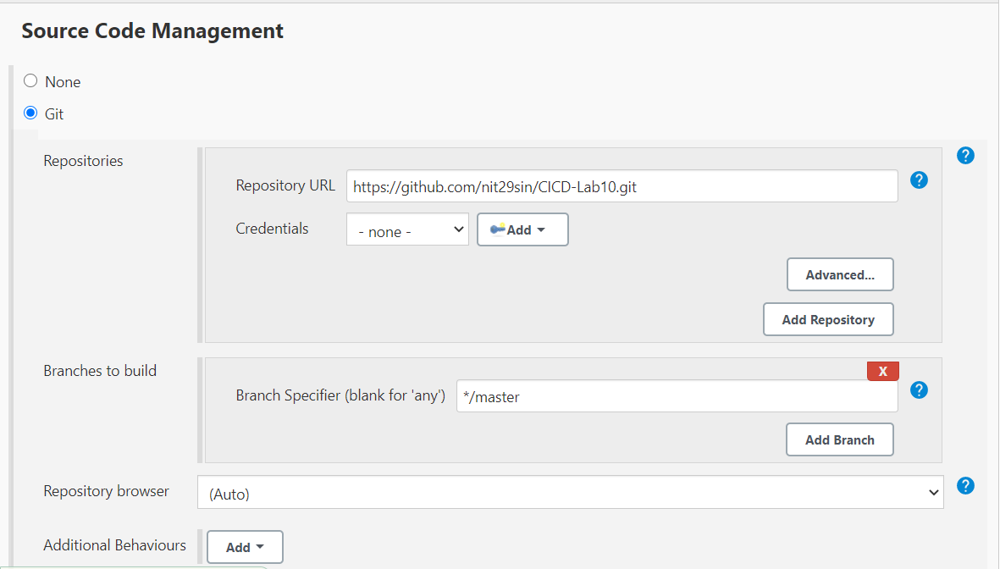 Source Code Management
None
Git
Repositories
?
Repository URL https://github.com/nit29sin/CICD-Lab10.git
?
Credentials - none - Add
Advanced...
Add Repository
Branches to build
X
Branch Specifier (blank for 'any') */master
?
Add Branch
Repository browser (Auto)
?
Additional Behaviours Add